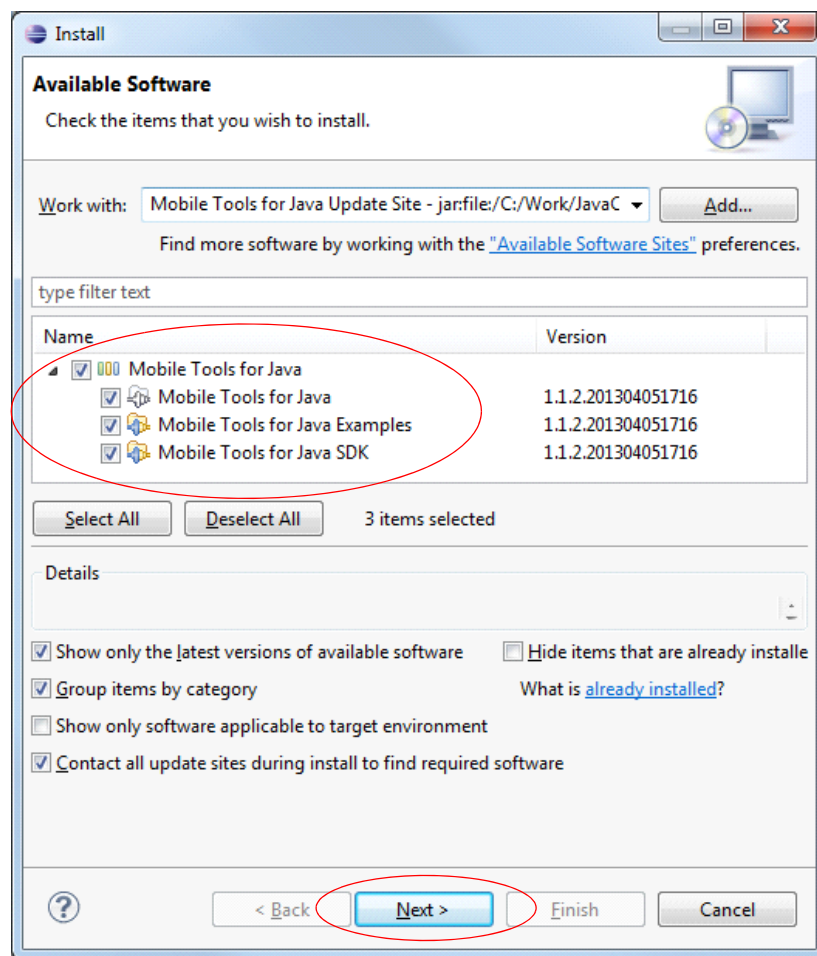 Install
Available Software
Check the items that you wish to install.
Work with: Mobile Tools for Java Update Site - jar:file:/C:/Work/JavaC Add...
Find more software by working with the "Available Software Sites" preferences.
type filter text
Name Version
Mobile Tools for Java
Mobile Tools for Java 1.1.2.201304051716
Mobile Tools for Java Examples 1.1.2.201304051716
Mobile Tools for Java SDK 1.1.2.201304051716
Select All Deselect All 3 items selected
Details
Show only the latest versions of available software Hide items that are already installe
Group items by category What is already installed?
Show only software applicable to target environment
Contact all update sites during install to find required software
? < Back Next > Finish Cancel